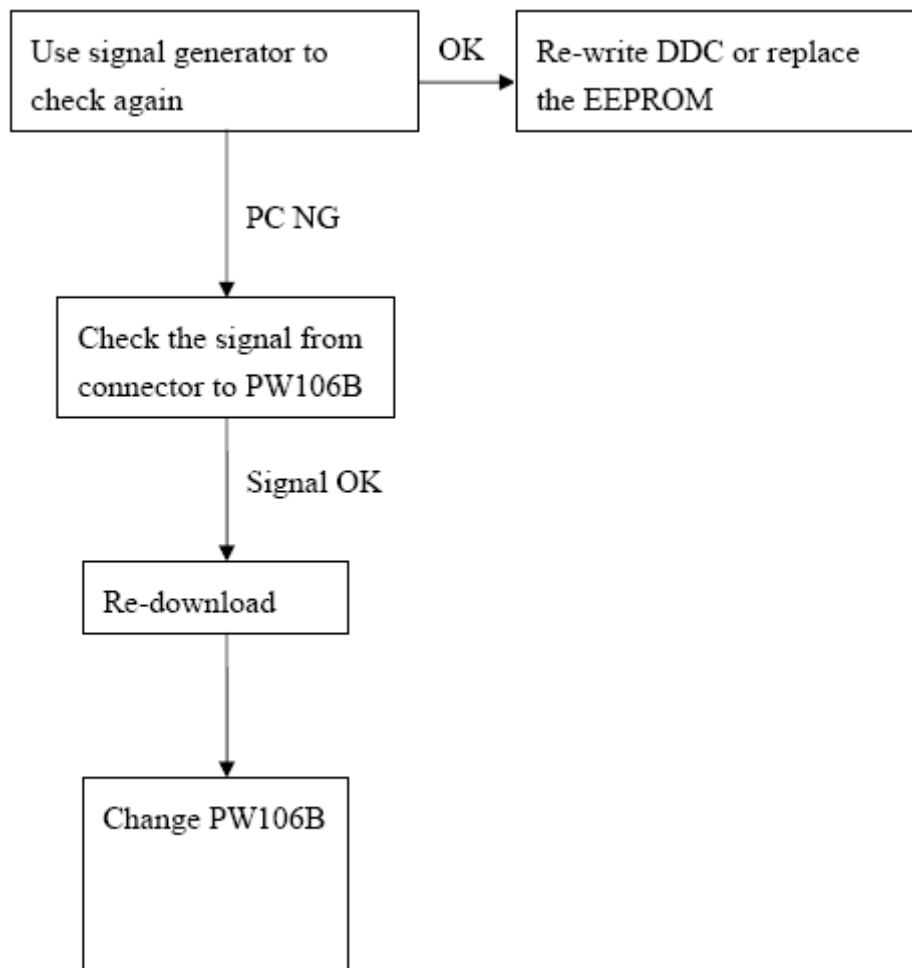 Use signal generator to
check again
OK
Re-write DDC or replace
the EEPROM
PC NG
Check the signal from
connector to PW106B
Signal OK
Re-download
Change PW106B